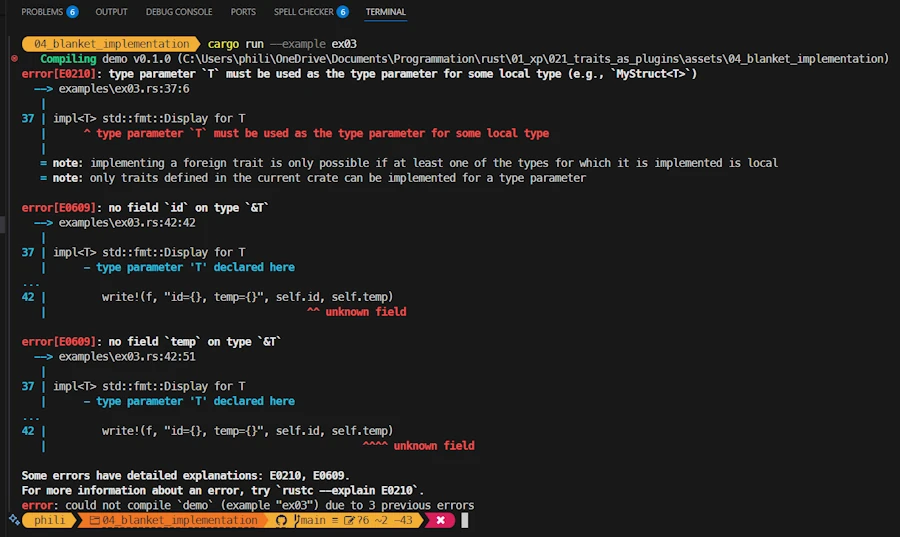 PROBLEMS 6 OUTPUT DEBUG CONSOLE PORTS SPELL CHECKER 6 TERMINAL
04_blanket_implementation cargo run --example ex03
Compiling demo v0.1.0 (C:\Users\phili\OneDrive\Documents\Programmation\rust\01_xp\021_traits_as_plugins\assets\04_blanket_implementation)
error[E0210]: type parameter `T` must be used as the type parameter for some local type (e.g., `MyStruct<T>`)
--> examples\ex03.rs:37:6
|
37 | impl<T> std::fmt::Display for T
| ^ type parameter `T` must be used as the type parameter for some local type
|
= note: implementing a foreign trait is only possible if at least one of the types for which it is implemented is local
= note: only traits defined in the current crate can be implemented for a type parameter
error[E0609]: no field `id` on type `&T`
--> examples\ex03.rs:42:42
|
37 | impl<T> std::fmt::Display for T
| - type parameter 'T' declared here
...
42 | write!(f, "id={}, temp={}", self.id, self.temp)
| ^^ unknown field
error[E0609]: no field `temp` on type `&T`
--> examples\ex03.rs:42:51
|
37 | impl<T> std::fmt::Display for T
| - type parameter 'T' declared here
...
42 | write!(f, "id={}, temp={}", self.id, self.temp)
| ^^^^ unknown field
Some errors have detailed explanations: E0210, E0609.
For more information about an error, try `rustc --explain E0210`.
error: could not compile `demo` (example "ex03") due to 3 previous errors
phili 04_blanket_implementation main ≡ ?6 ~2 -43